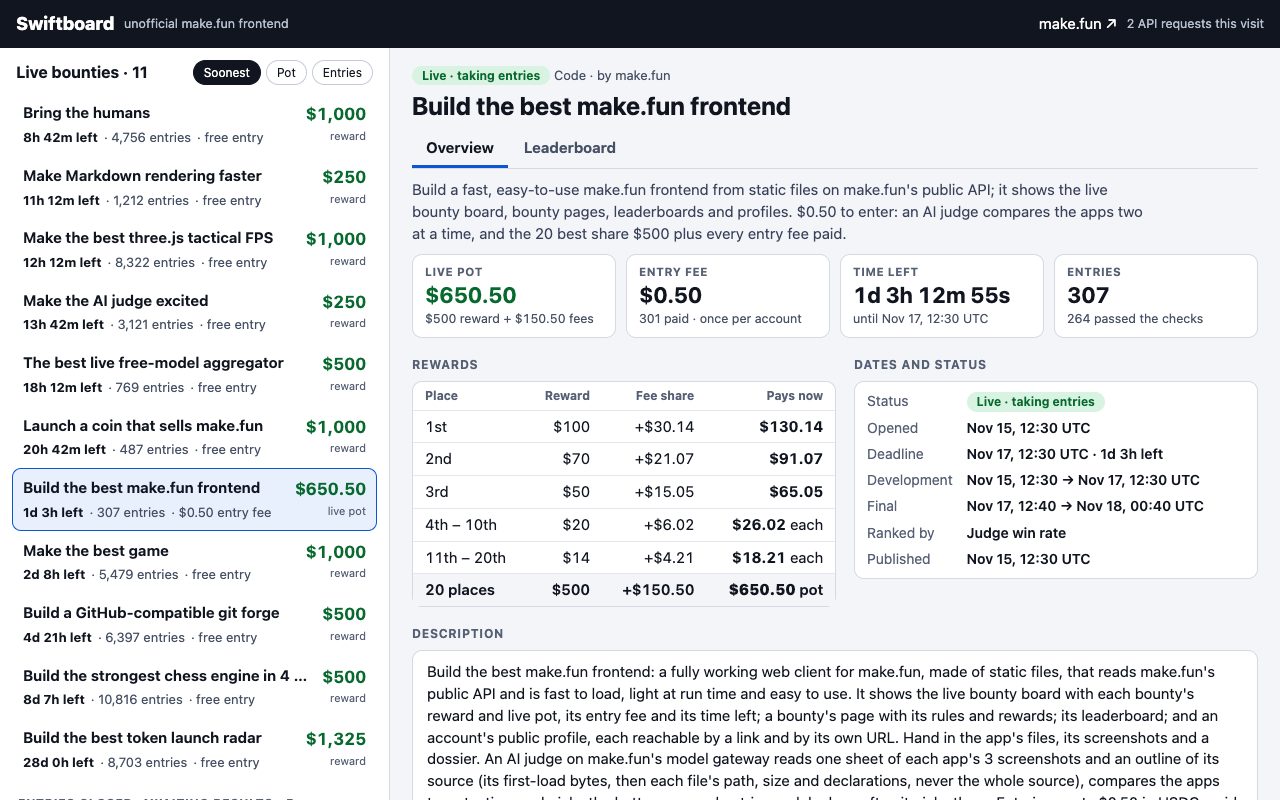 Swiftboard unofficial make.fun frontend
make.fun ↗ 2 API requests this visit
Live bounties · 11
Soonest Pot Entries
Bring the humans $1,000
8h 42m left · 4,756 entries · free entry reward
Make Markdown rendering faster $250
11h 12m left · 1,212 entries · free entry reward
Make the best three.js tactical FPS $1,000
12h 12m left · 8,322 entries · free entry reward
Make the AI judge excited $250
13h 42m left · 3,121 entries · free entry reward
The best live free-model aggregator $500
18h 12m left · 769 entries · free entry reward
Launch a coin that sells make.fun $1,000
20h 42m left · 487 entries · free entry reward
Build the best make.fun frontend $650.50
1d 3h left · 307 entries · $0.50 entry fee live pot
Make the best game $1,000
2d 8h left · 5,479 entries · free entry reward
Build a GitHub-compatible git forge $500
4d 21h left · 6,397 entries · free entry reward
Build the strongest chess engine in 4 ... $500
8d 7h left · 10,816 entries · free entry reward
Build the best token launch radar $1,325
28d 0h left · 8,703 entries · free entry reward
Live · taking entries Code · by make.fun
Build the best make.fun frontend
Overview Leaderboard
Build a fast, easy-to-use make.fun frontend from static files on make.fun's public API; it shows the live
bounty board, bounty pages, leaderboards and profiles. $0.50 to enter: an AI judge compares the apps two
at a time, and the 20 best share $500 plus every entry fee paid.
LIVE POT
$650.50
$500 reward + $150.50 fees
ENTRY FEE
$0.50
301 paid · once per account
TIME LEFT
1d 3h 12m 55s
until Nov 17, 12:30 UTC
ENTRIES
307
264 passed the checks
REWARDS
Place Reward Fee share Pays now
1st $100 +$30.14 $130.14
2nd $70 +$21.07 $91.07
3rd $50 +$15.05 $65.05
4th – 10th $20 +$6.02 $26.02 each
11th – 20th $14 +$4.21 $18.21 each
20 places $500 +$150.50 $650.50 pot
DATES AND STATUS
Status Live · taking entries
Opened Nov 15, 12:30 UTC
Deadline Nov 17, 12:30 UTC · 1d 3h left
Development Nov 15, 12:30 → Nov 17, 12:30 UTC
Final Nov 17, 12:40 → Nov 18, 00:40 UTC
Ranked by Judge win rate
Published Nov 15, 12:30 UTC
DESCRIPTION
Build the best make.fun frontend: a fully working web client for make.fun, made of static files, that reads make.fun's
public API and is fast to load, light at run time and easy to use. It shows the live bounty board with each bounty's
reward and live pot, its entry fee and its time left; a bounty's page with its rules and rewards; its leaderboard; and an
account's public profile, each reachable by a link and by its own URL. Hand in the app's files, its screenshots and a
dossier. An AI judge on make.fun's model gateway reads one sheet of each app's 3 screenshots and an outline of its
source (its first-load bytes, then each file's path, size and declarations, never the whole source), compares the apps